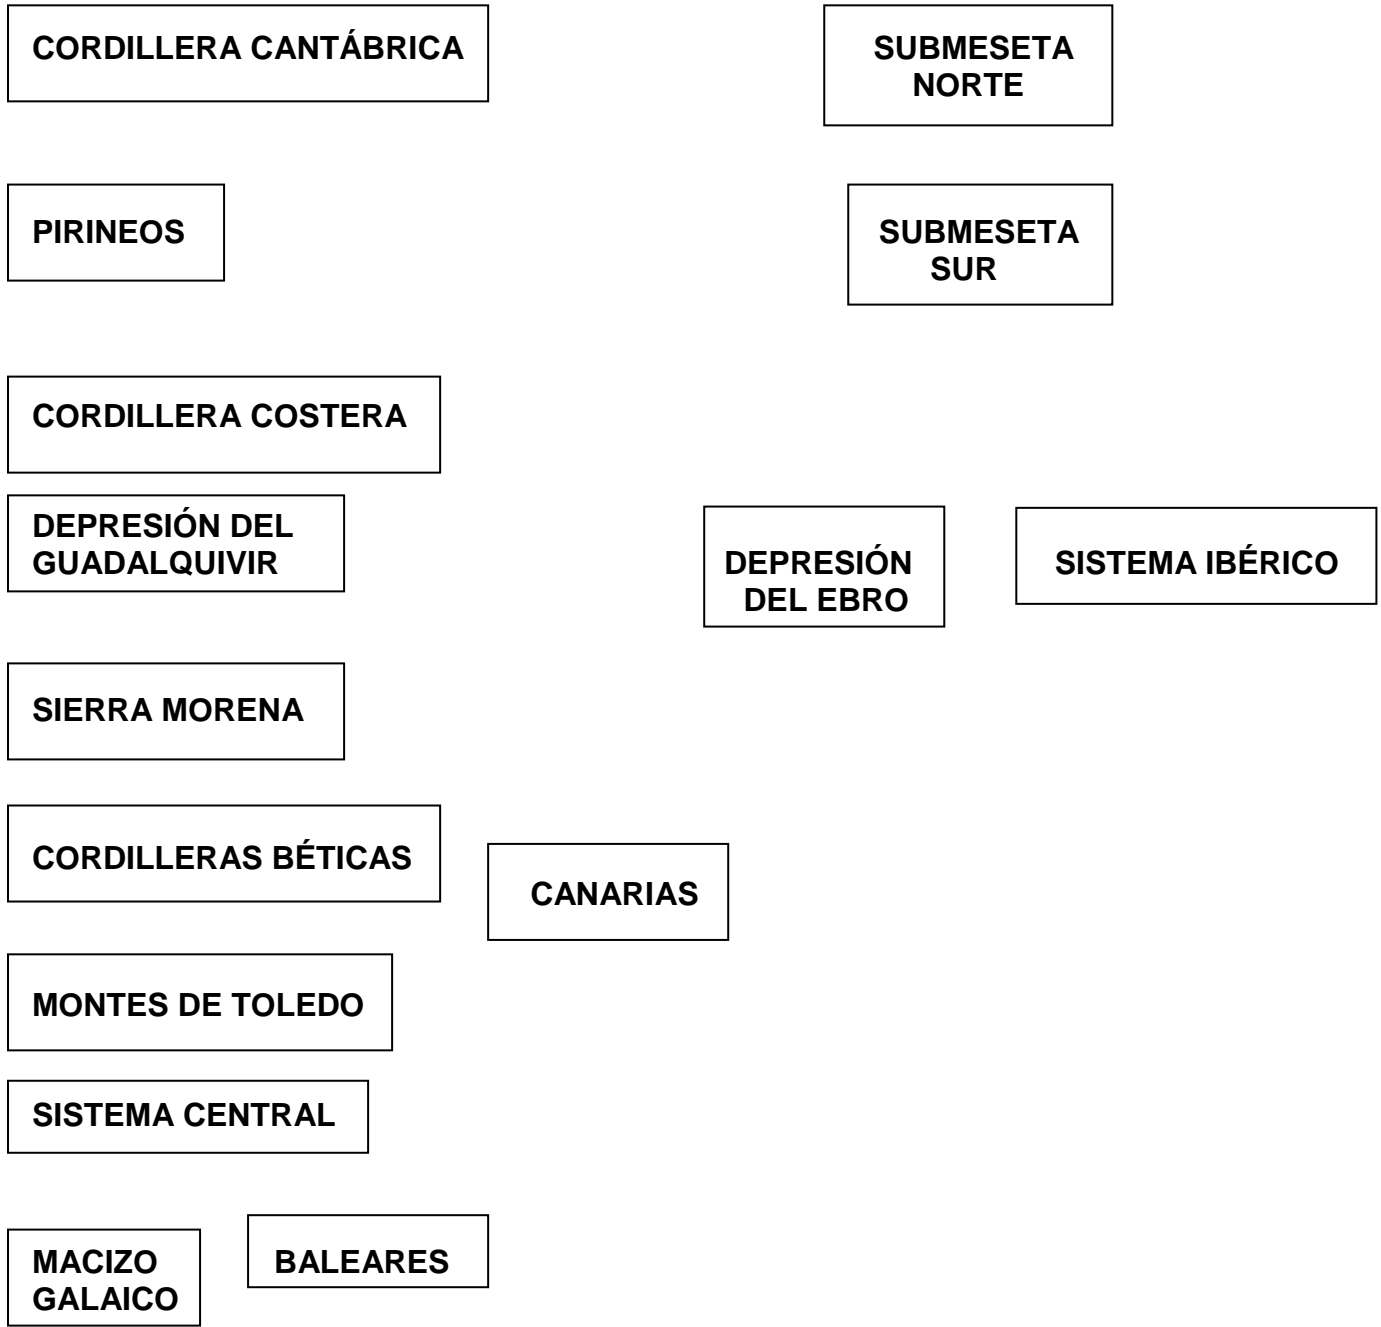 CORDILLERA CANTÁBRICA
SUBMESETA
NORTE
PIRINEOS
SUBMESETA
SUR
CORDILLERA COSTERA
DEPRESIÓN DEL
GUADALQUIVIR
DEPRESIÓN
DEL EBRO
SISTEMA IBÉRICO
SIERRA MORENA
CORDILLERAS BÉTICAS
CANARIAS
MONTES DE TOLEDO
SISTEMA CENTRAL
MACIZO
GALAICO
BALEARES